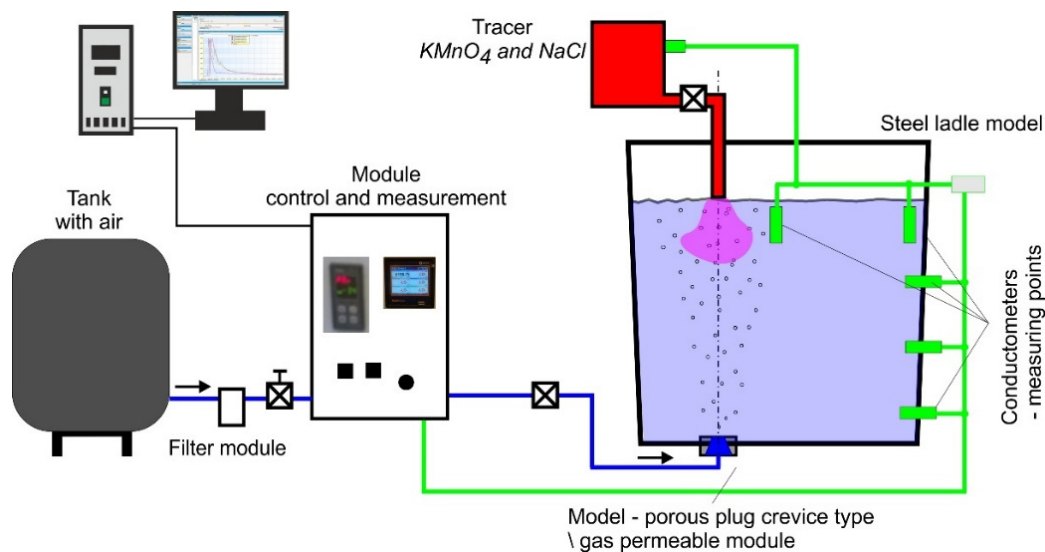 Tracer
KMnO4 and NaCl
Steel ladle model
Module
control and measurement
Tank
with air
Filter module
Conductometers
- measuring points
Model - porous plug crevice type
\ gas permeable module